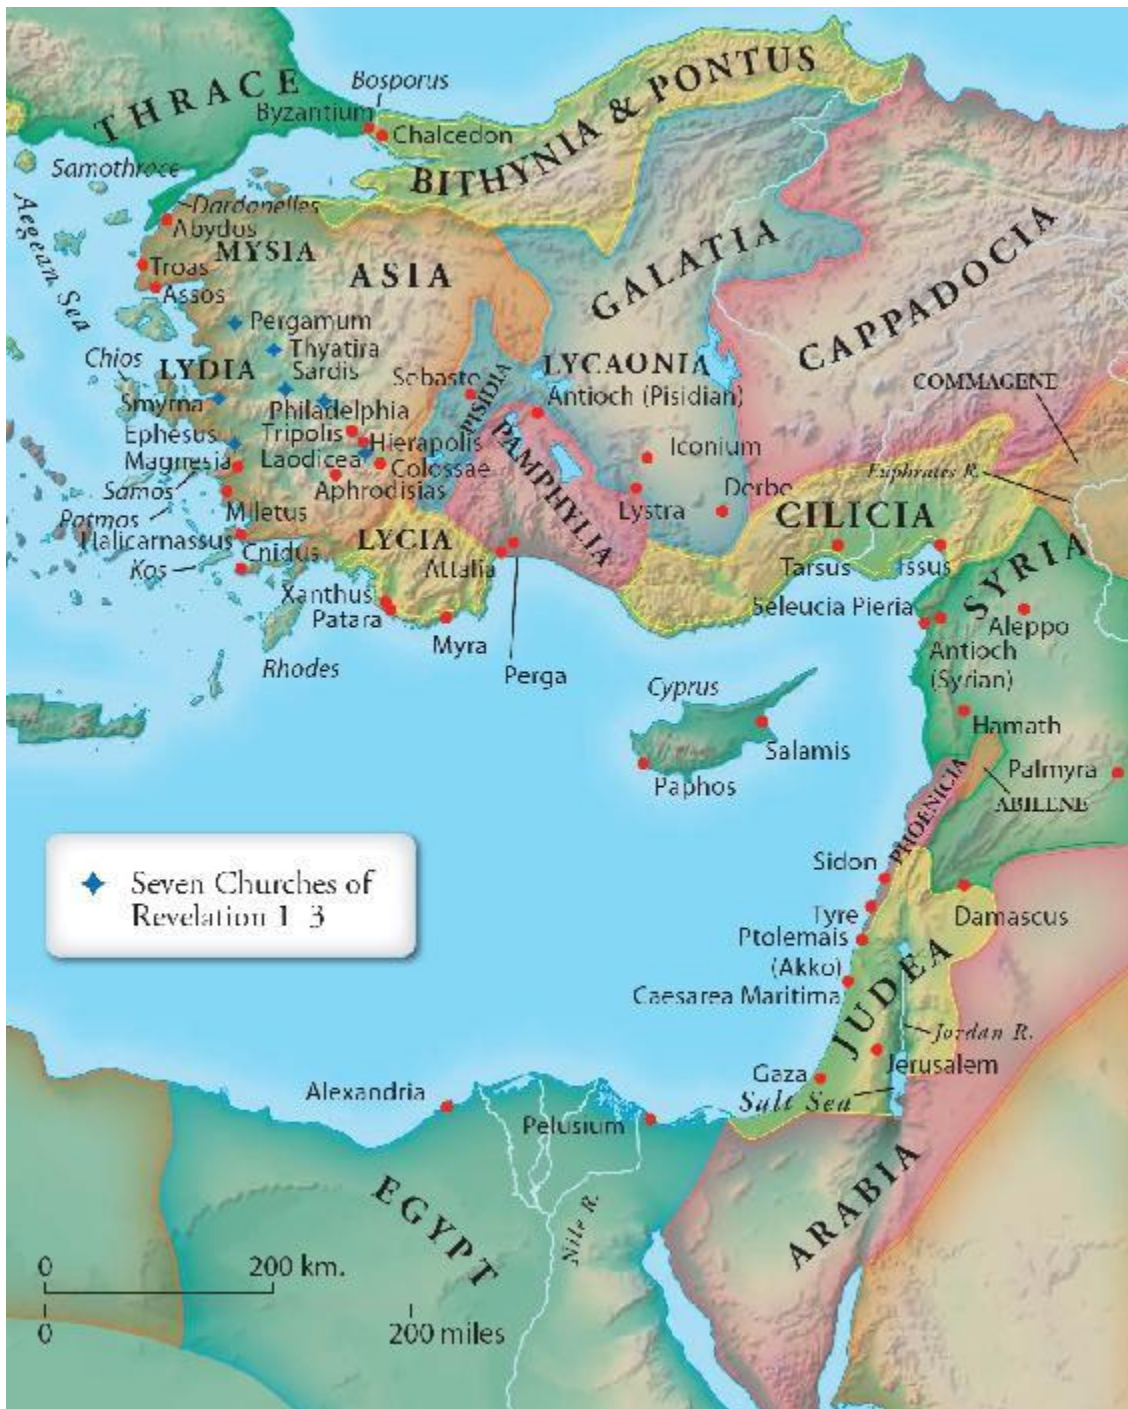 THRACE
Bosporus
Byzantium
Chalcedon
BITHYNIA & PONTUS
Samothrace
Dardanelles
Abydos
Aegean Sea
MYSIA
ASIA
Troas
Assos
GALATIA
CAPPADOCIA
Pergamum
Thyatira
Chios
LYDIA
Sardis
Sebaste
PISIDIA
LYCAONIA
Antioch (Pisidian)
COMMAGENE
Smyrna
Philadelphia
Ephesus
Tripolis
Hierapolis
PAMPHYLIA
Iconium
Magnesia
Laodicea
Colossae
Euphrates R.
Samos
Aphrodisias
Derbe
Patmos
Miletus
Lystra
CILICIA
Halicarnassus
Cnidus
LYCIA
Attalia
Kos
Tarsus
Issus
SYRIA
Xanthus
Patara
Seleucia Pieria
Aleppo
Myra
Antioch
(Syrian)
Rhodes
Perga
Cyprus
Hamath
Salamis
Paphos
Palmyra
PHOENICIA
ABILENE
Seven Churches of
Revelation 1–3
Sidon
Tyre
Damascus
Ptolemais
(Akko)
Caesarea Maritima
JUDEA
Jordan R.
Jerusalem
Gaza
Salt Sea
Alexandria
Pelusium
EGYPT
Nile R.
ARABIA
0 200 km.
0 200 miles